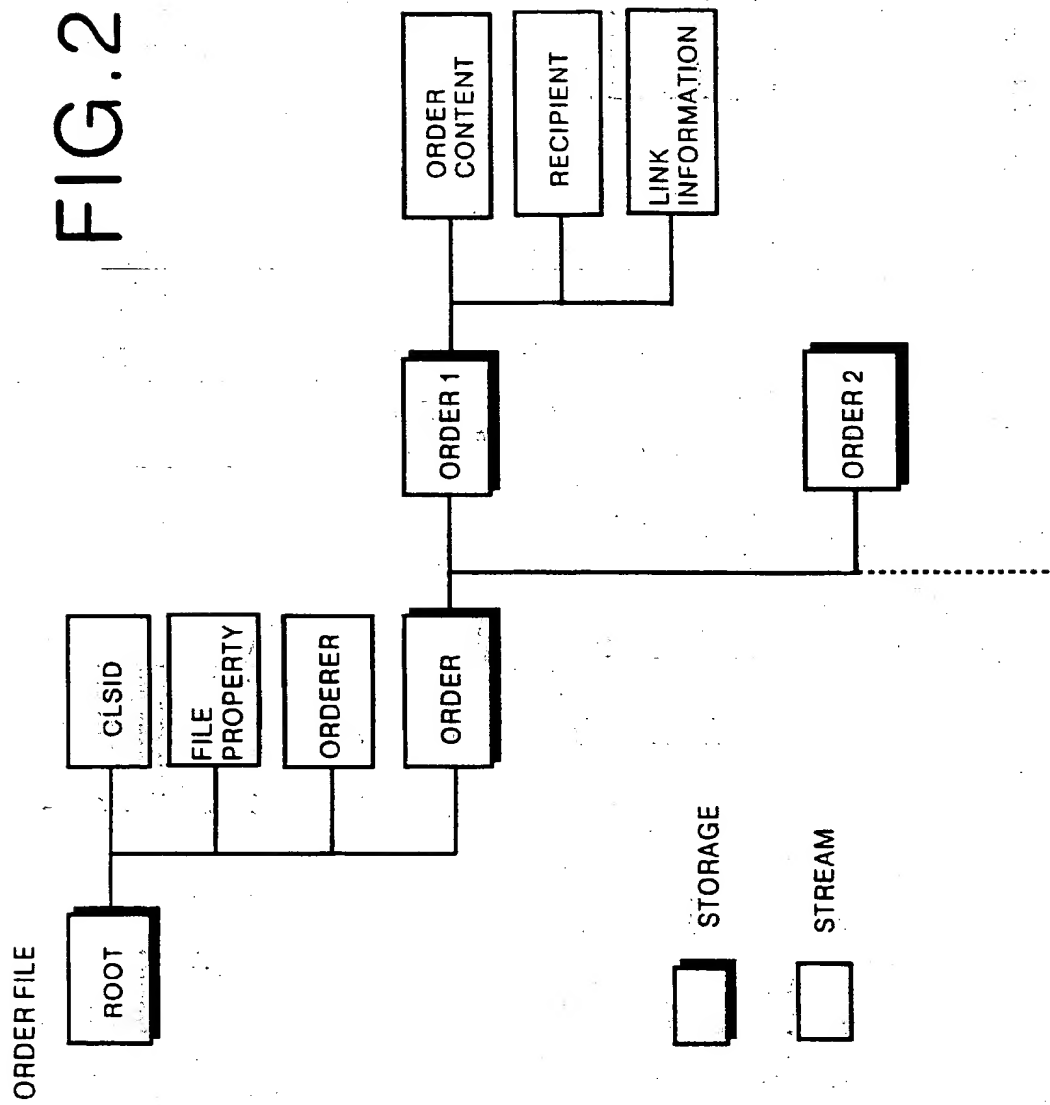 FIG.2
ORDER FILE
ROOT
CLSID
FILE
PROPERTY
ORDERER
ORDER
ORDER 1
ORDER
CONTENT
RECIPIENT
LINK
INFORMATION
ORDER 2
STORAGE
STREAM